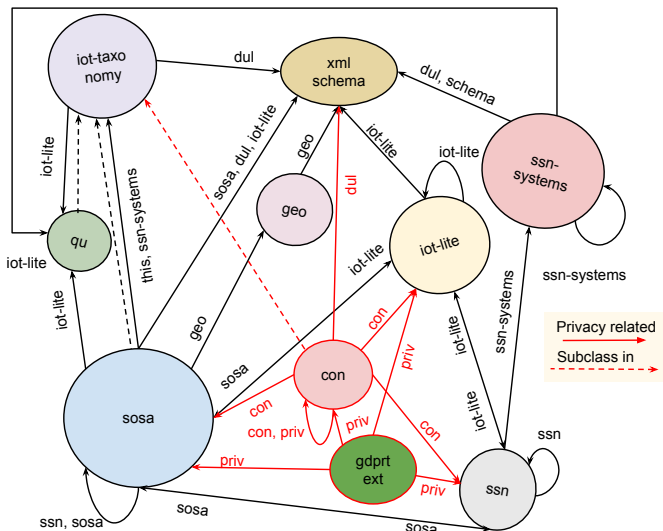 iot-taxo
nomy
dul
xml
schema
dul, schema
iot-lite
sosa, dul, iot-lite
geo
iot-lite
iot-lite
ssn-
systems
this, ssn-systems
dul
geo
qu
iot-lite
iot-lite
iot-lite
iot-lite
geo
ssn-systems
ssn-systems
con
iot-lite
Privacy related
Subclass in
sosa
con
priv
sosa
con
con, priv
priv
con
iot-lite
gdprt
ext
priv
priv
ssn
ssn
ssn, sosa
sosa
sosa